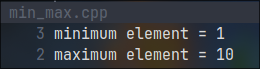 min_max.cpp
3 minimum element = 1
2 maximum element = 10